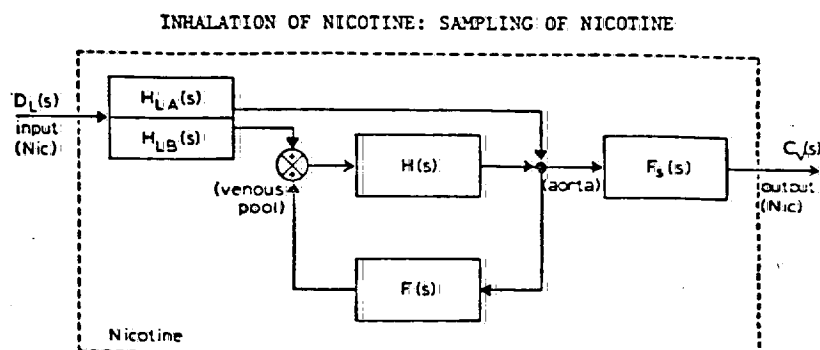 INHALATION OF NICOTINE: SAMPLING OF NICOTINE
DL(s)
input
(Nic)
HLA(s)
HLB(s)
(venous
pool)
H(s)
(aorta)
Fs(s)
Cv(s)
output
(Nic)
F(s)
Nicotine